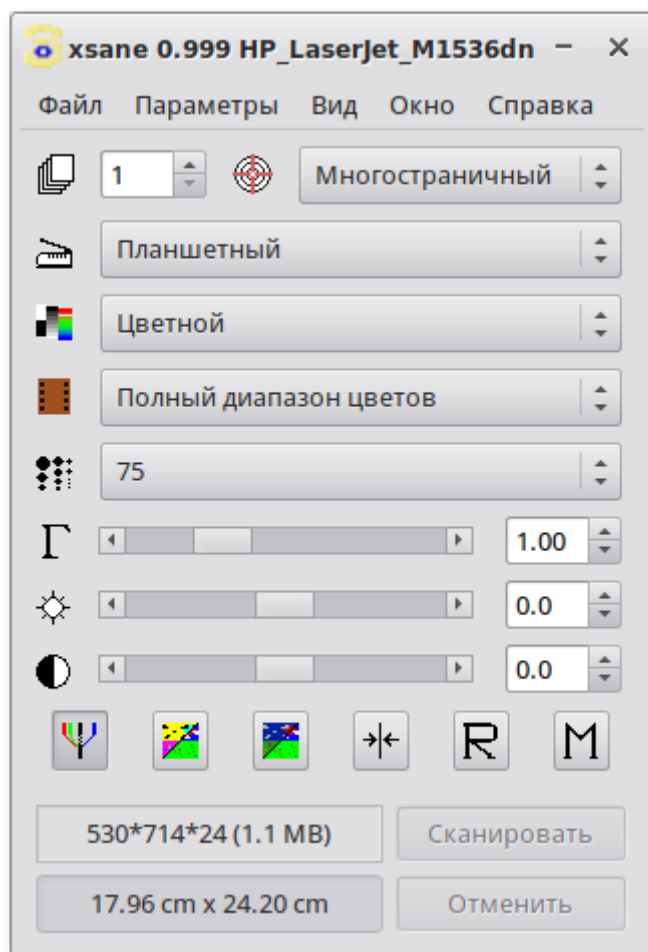 xsane 0.999 HP_LaserJet_M1536dn
Файл Параметры Вид Окно Справка
1 Многостраничный
Планшетный
Цветной
Полный диапазон цветов
75
Γ 1.00
0.0
0.0
R M
530*714*24 (1.1 MB) Сканировать
17.96 cm x 24.20 cm Отменить